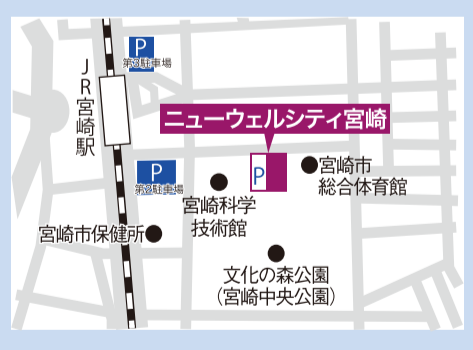 P
第3駐車場
JR宮崎駅
ニューウェルシティ宮崎
P
第2駐車場
P
宮崎市
総合体育館
宮崎科学
技術館
宮崎市保健所
文化の森公園
(宮崎中央公園)